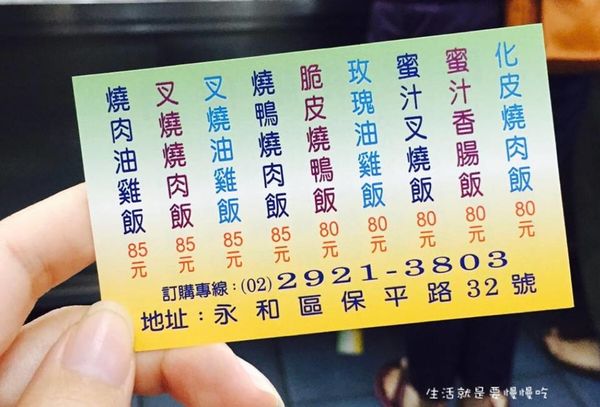 化皮燒肉飯 80元
蜜汁香腸飯 80元
蜜汁叉燒飯 80元
玫瑰油雞飯 80元
脆皮燒鴨飯 80元
燒鴨燒肉飯 85元
叉燒油雞飯 85元
叉燒燒肉飯 85元
燒肉油雞飯 85元
訂購專線：(02)2921-3803
地址：永和區保平路32號
生活就是要慢慢吃